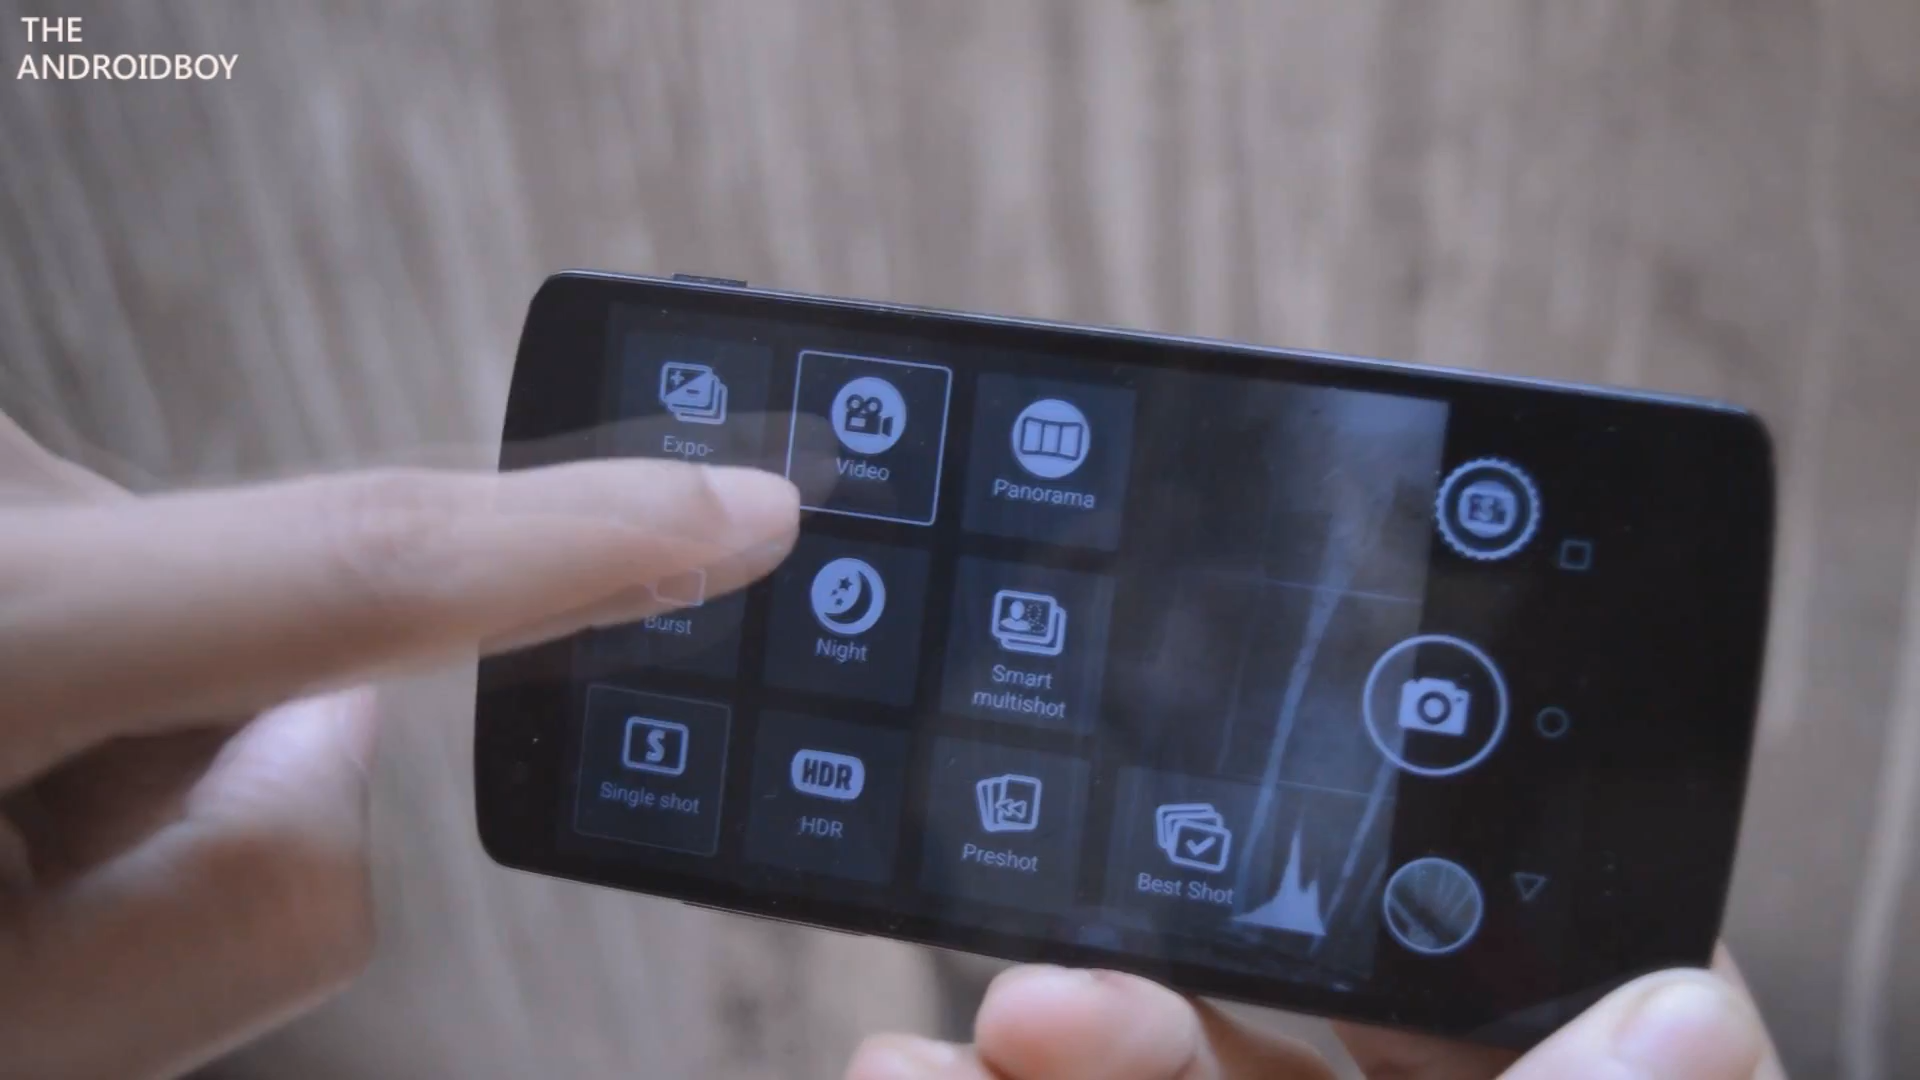 THE
ANDROIDBOY
Expo-
Video
Panorama
Burst
Night
Smart
multishot
S
Single shot
HDR
HDR
Preshot
Best Shot